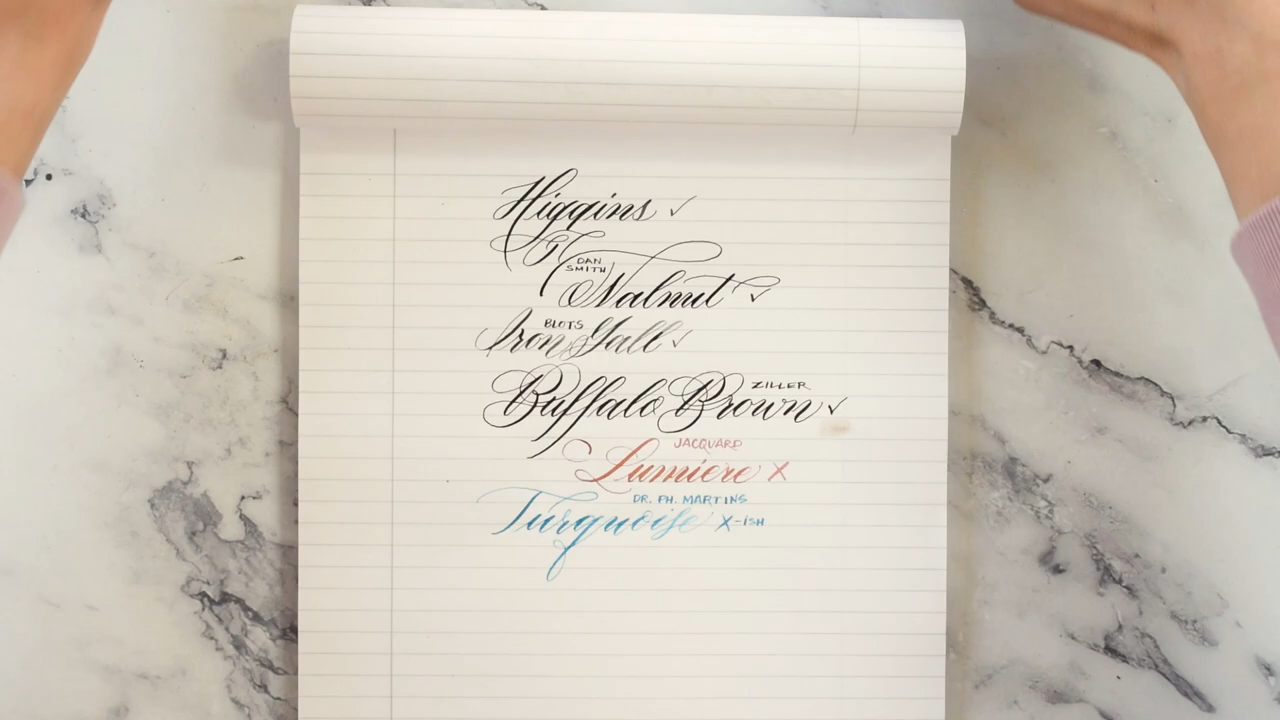 Higgins ✓
DAN
SMITH
Walnut ✓
BLOTS
Iron Gall ✓
ZILLER
Buffalo Brown ✓
JACQUARD
Lumiere X
DR. PH. MARTINS
Turquoise X-ISH